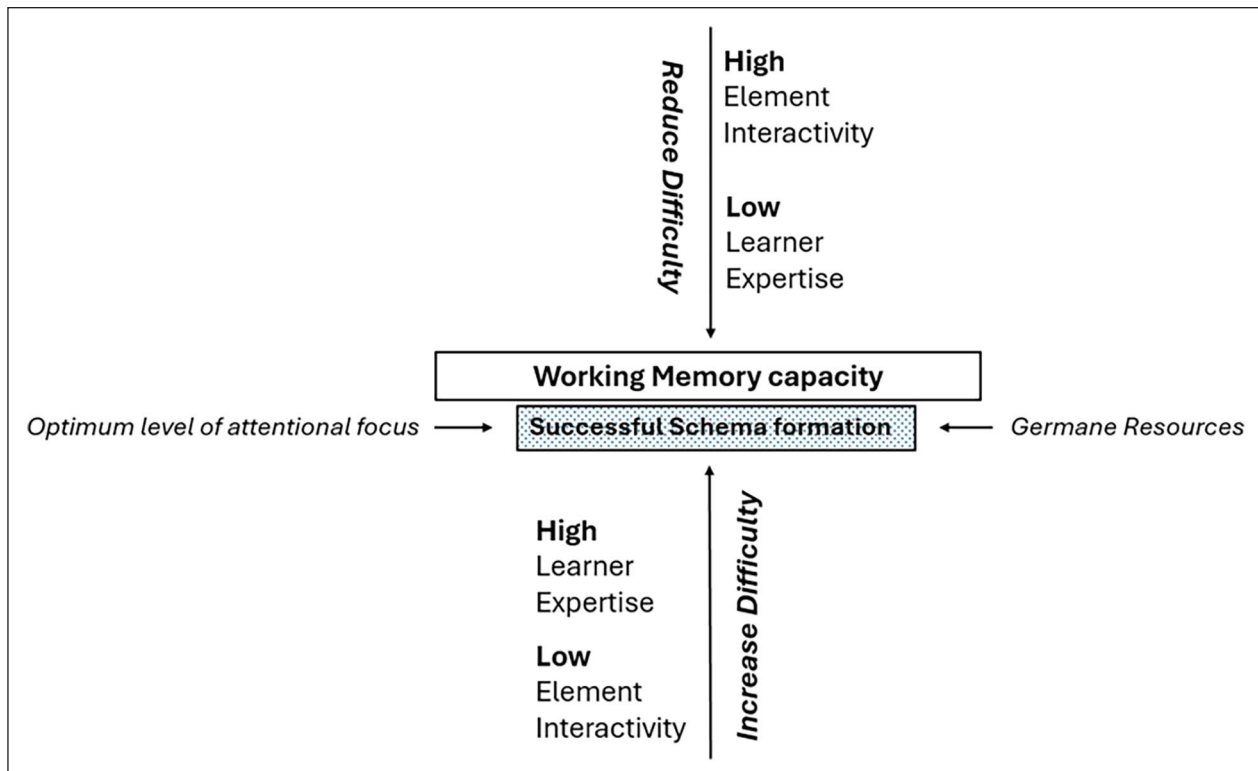 Reduce Difficulty
High
Element
Interactivity
Low
Learner
Expertise
Working Memory capacity
Optimum level of attentional focus
Successful Schema formation
Germane Resources
High
Learner
Expertise
Low
Element
Interactivity
Increase Difficulty